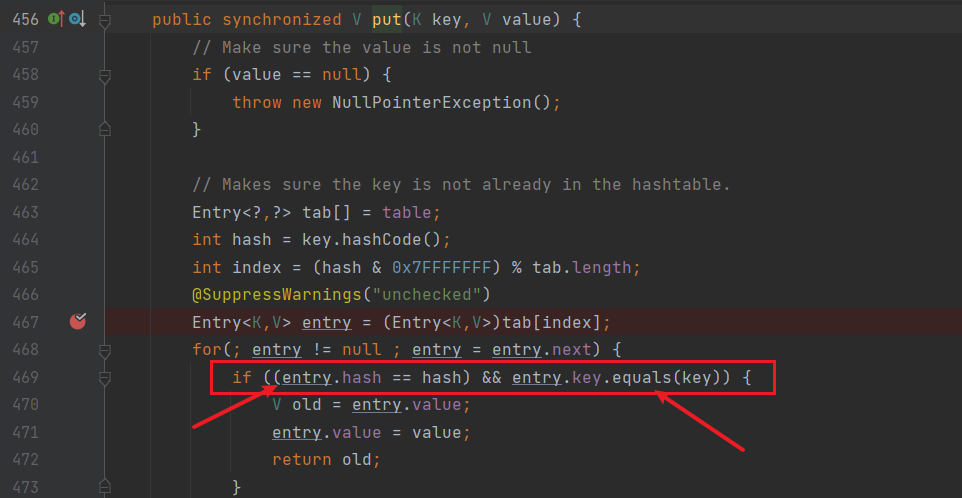 456 public synchronized V put(K key, V value) {
457 // Make sure the value is not null
458 if (value == null) {
459 throw new NullPointerException();
460 }
461
462 // Makes sure the key is not already in the hashtable.
463 Entry<?,?> tab[] = table;
464 int hash = key.hashCode();
465 int index = (hash & 0x7FFFFFFF) % tab.length;
466 @SuppressWarnings("unchecked")
467 Entry<K,V> entry = (Entry<K,V>)tab[index];
468 for(; entry != null ; entry = entry.next) {
469 if ((entry.hash == hash) && entry.key.equals(key)) {
470 V old = entry.value;
471 entry.value = value;
472 return old;
473 }